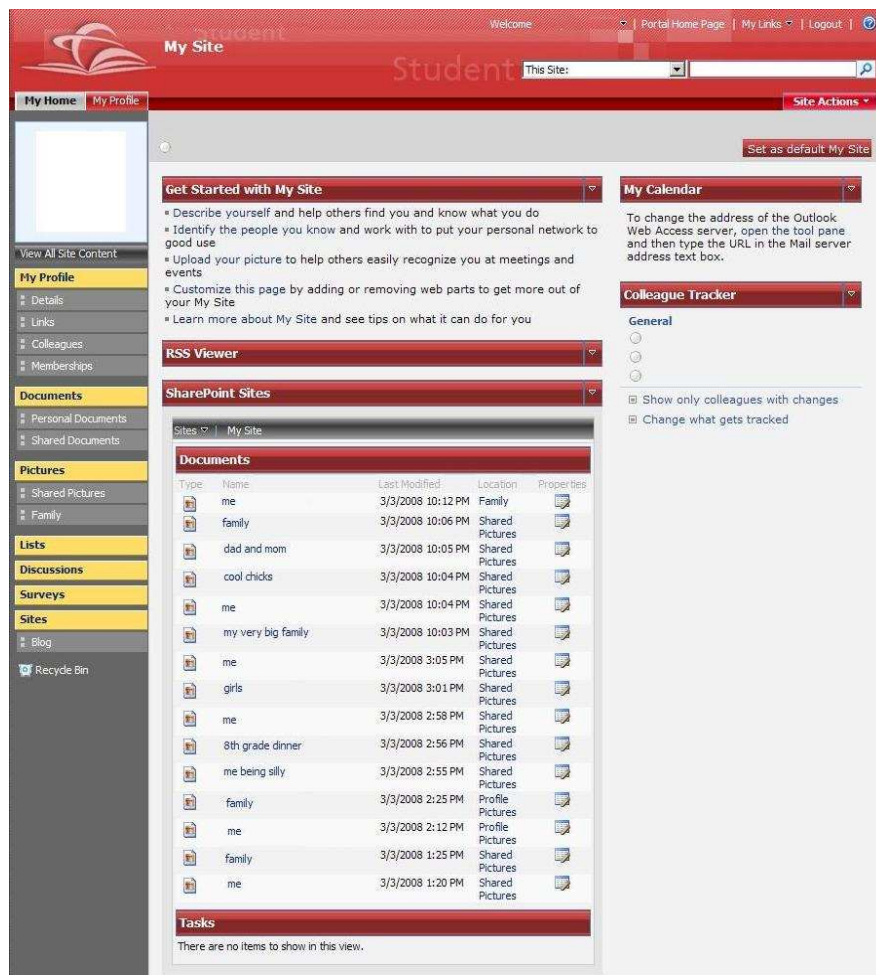 Student
Welcome | Portal Home Page | My Links | Logout |
My Site
Student
This Site:
My Home My Profile
Site Actions
Set as default My Site
View All Site Content
My Profile
Details
Links
Colleagues
Memberships
Documents
Personal Documents
Shared Documents
Pictures
Shared Pictures
Family
Lists
Discussions
Surveys
Sites
Blog
Recycle Bin
Get Started with My Site
Describe yourself and help others find you and know what you do
Identify the people you know and work with to put your personal network to
good use
Upload your picture to help others easily recognize you at meetings and
events
Customize this page by adding or removing web parts to get more out of
your My Site
Learn more about My Site and see tips on what it can do for you
RSS Viewer
SharePoint Sites
Sites | My Site
Documents
Type Name Last Modified Location Properties
me 3/3/2008 10:12 PM Family
family 3/3/2008 10:06 PM Shared
Pictures
dad and mom 3/3/2008 10:05 PM Shared
Pictures
cool chicks 3/3/2008 10:04 PM Shared
Pictures
me 3/3/2008 10:04 PM Shared
Pictures
my very big family 3/3/2008 10:03 PM Shared
Pictures
me 3/3/2008 3:05 PM Shared
Pictures
girls 3/3/2008 3:01 PM Shared
Pictures
me 3/3/2008 2:58 PM Shared
Pictures
8th grade dinner 3/3/2008 2:56 PM Shared
Pictures
me being silly 3/3/2008 2:55 PM Shared
Pictures
family 3/3/2008 2:25 PM Profile
Pictures
me 3/3/2008 2:12 PM Profile
Pictures
family 3/3/2008 1:25 PM Shared
Pictures
me 3/3/2008 1:20 PM Shared
Pictures
Tasks
There are no items to show in this view.
My Calendar
To change the address of the Outlook
Web Access server, open the tool pane
and then type the URL in the Mail server
address text box.
Colleague Tracker
General
Show only colleagues with changes
Change what gets tracked